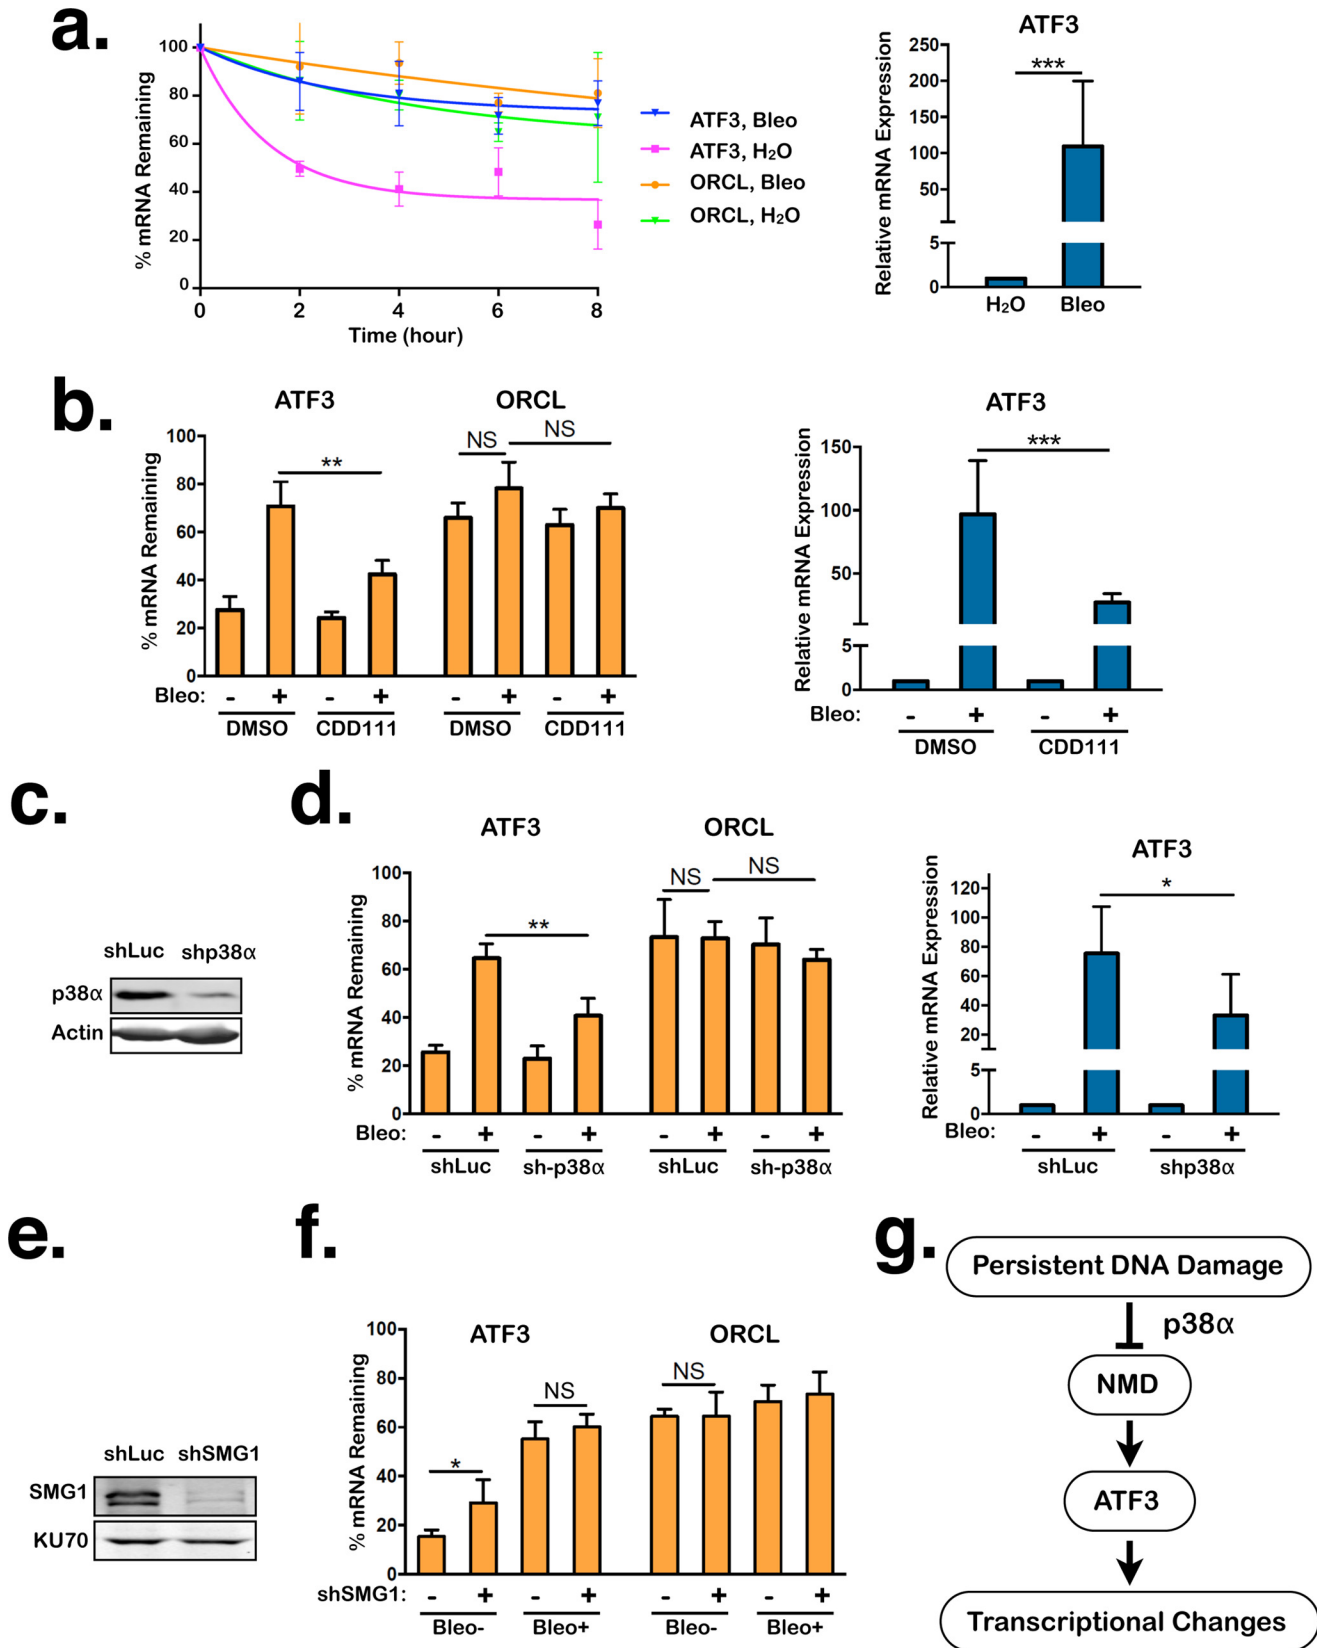 a.
% mRNA Remaining
100
80
60
40
20
0
0 2 4 6 8
Time (hour)
ATF3, Bleo
ATF3, H₂O
ORCL, Bleo
ORCL, H₂O
ATF3
Relative mRNA Expression
250
200
150
100
50
5
0
***
H₂O Bleo
b.
ATF3 ORCL
% mRNA Remaining
100
80
60
40
20
0
**
NS NS
Bleo: - + - + - + - +
DMSO CDD111 DMSO CDD111
ATF3
Relative mRNA Expression
150
100
50
5
0
***
Bleo: - + - +
DMSO CDD111
c.
shLuc shp38α
p38α
Actin
d.
ATF3 ORCL
% mRNA Remaining
100
80
60
40
20
0
**
NS NS
Bleo: - + - + - + - +
shLuc sh-p38α shLuc sh-p38α
ATF3
Relative mRNA Expression
120
100
80
60
40
20
5
0
*
Bleo: - + - +
shLuc shp38α
e.
shLuc shSMG1
SMG1
KU70
f.
ATF3 ORCL
% mRNA Remaining
100
80
60
40
20
0
*
NS
NS
shSMG1: - + - + - + - +
Bleo- Bleo+ Bleo- Bleo+
g.
Persistent DNA Damage
p38α
NMD
ATF3
Transcriptional Changes